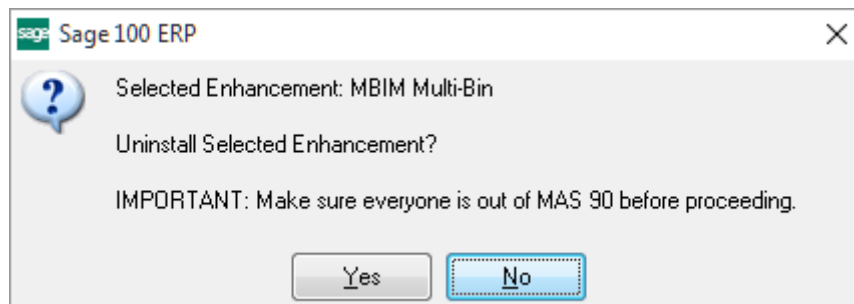 sage Sage 100 ERP
Selected Enhancement: MBIM Multi-Bin
Uninstall Selected Enhancement?
IMPORTANT: Make sure everyone is out of MAS 90 before proceeding.
Yes No